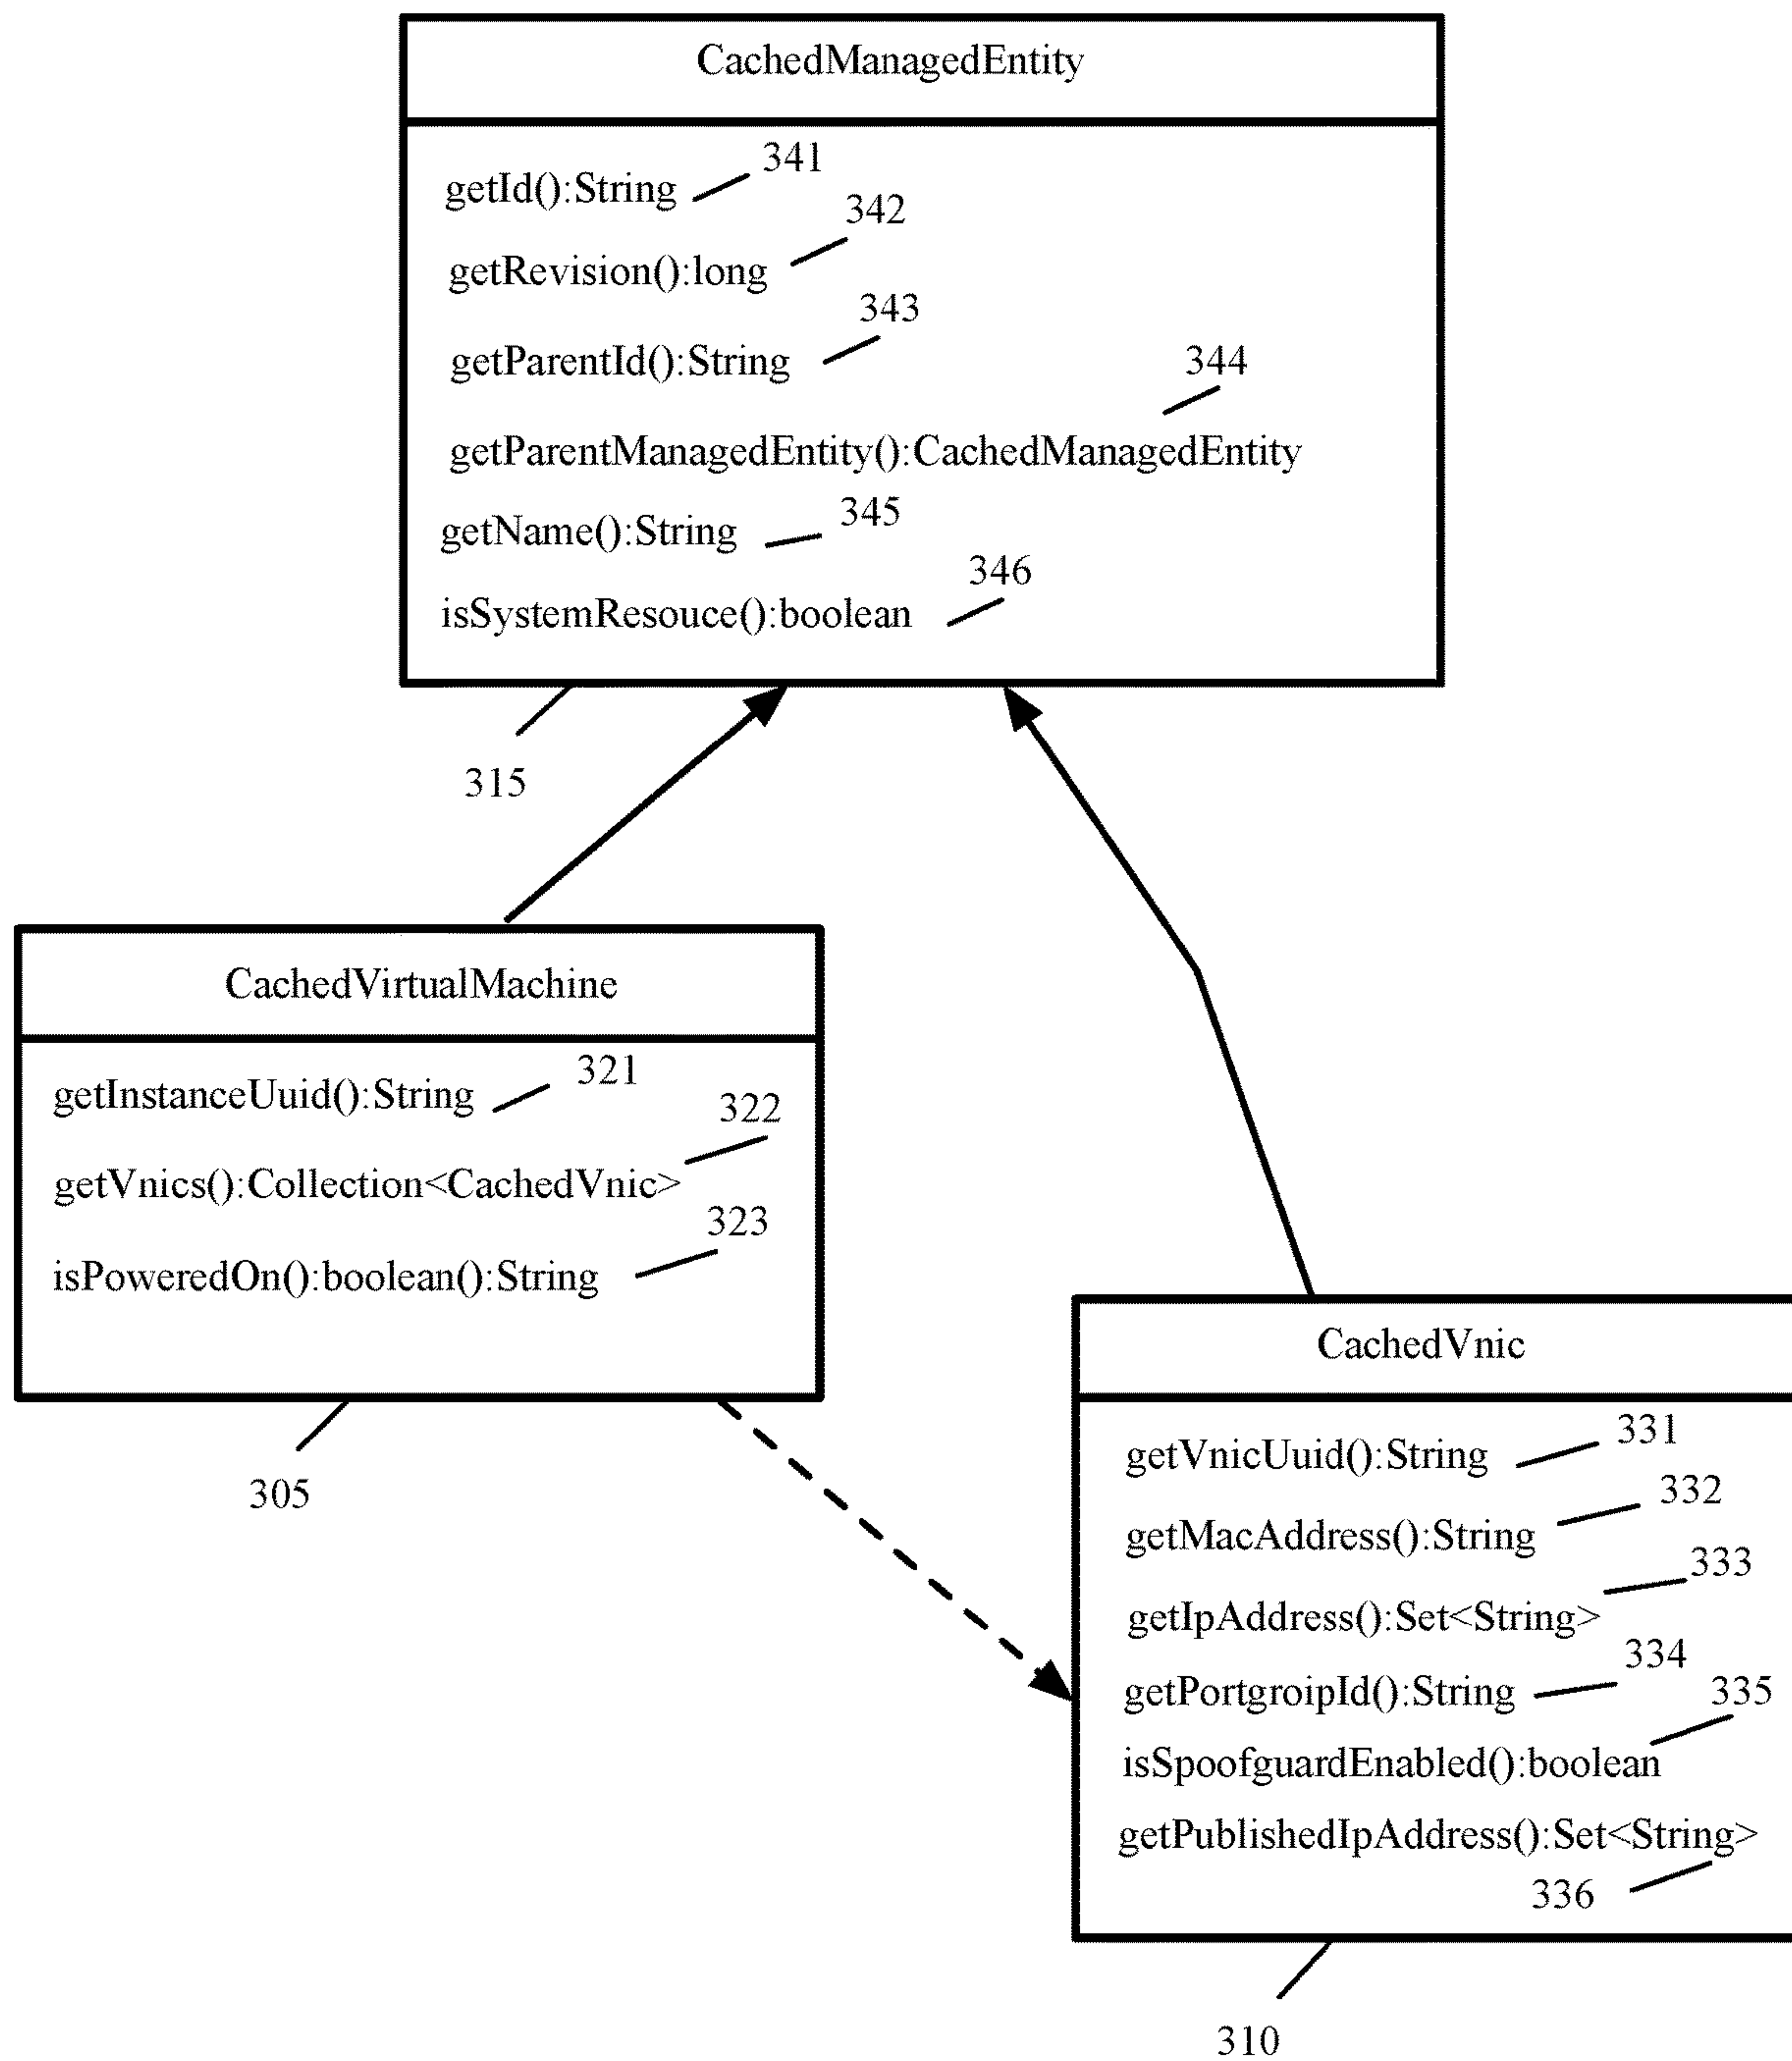 CachedManagedEntity
341
getId():String
342
getRevision():long
343
getParentId():String
344
getParentManagedEntity():CachedManagedEntity
345
getName():String
346
isSystemResouce():boolean
315
CachedVirtualMachine
321
getInstanceUuid():String
322
getVnics():Collection<CachedVnic>
323
isPoweredOn():boolean():String
305
CachedVnic
331
getVnicUuid():String
332
getMacAddress():String
333
getIpAddress():Set<String>
334
getPortgroipId():String
335
isSpoofguardEnabled():boolean
getPublishedIpAddress():Set<String>
336
310